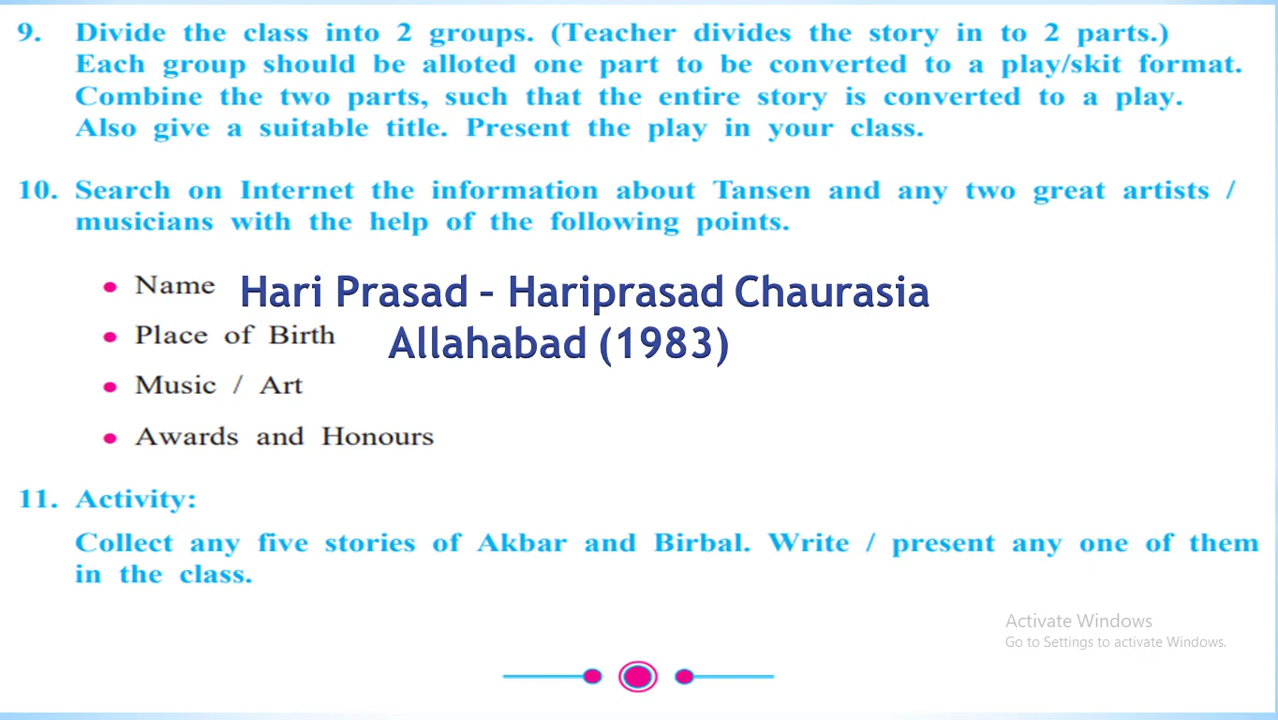 9. Divide the class into 2 groups. (Teacher divides the story in to 2 parts.)
Each group should be alloted one part to be converted to a play/skit format.
Combine the two parts, such that the entire story is converted to a play.
Also give a suitable title. Present the play in your class.
10. Search on Internet the information about Tansen and any two great artists /
musicians with the help of the following points.
• Name Hari Prasad - Hariprasad Chaurasia
• Place of Birth Allahabad (1983)
• Music / Art
• Awards and Honours
11. Activity:
Collect any five stories of Akbar and Birbal. Write / present any one of them
in the class.
Activate Windows
Go to Settings to activate Windows.